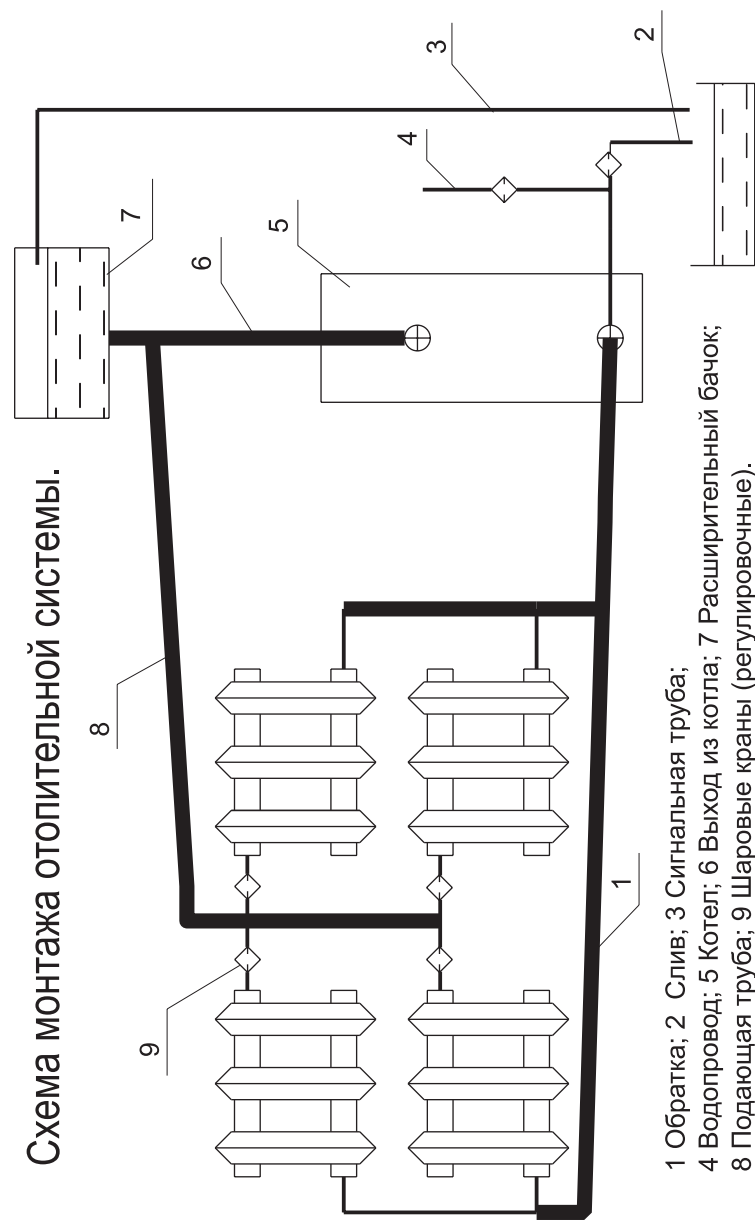 Схема монтажа отопительной системы.
7
3
2
4
6
5
8
9
1
1 Обратка; 2 Слив; 3 Сигнальная труба;
4 Водопровод; 5 Котел; 6 Выход из котла; 7 Расширительный бачок;
8 Подающая труба; 9 Шаровые краны (регулировочные).